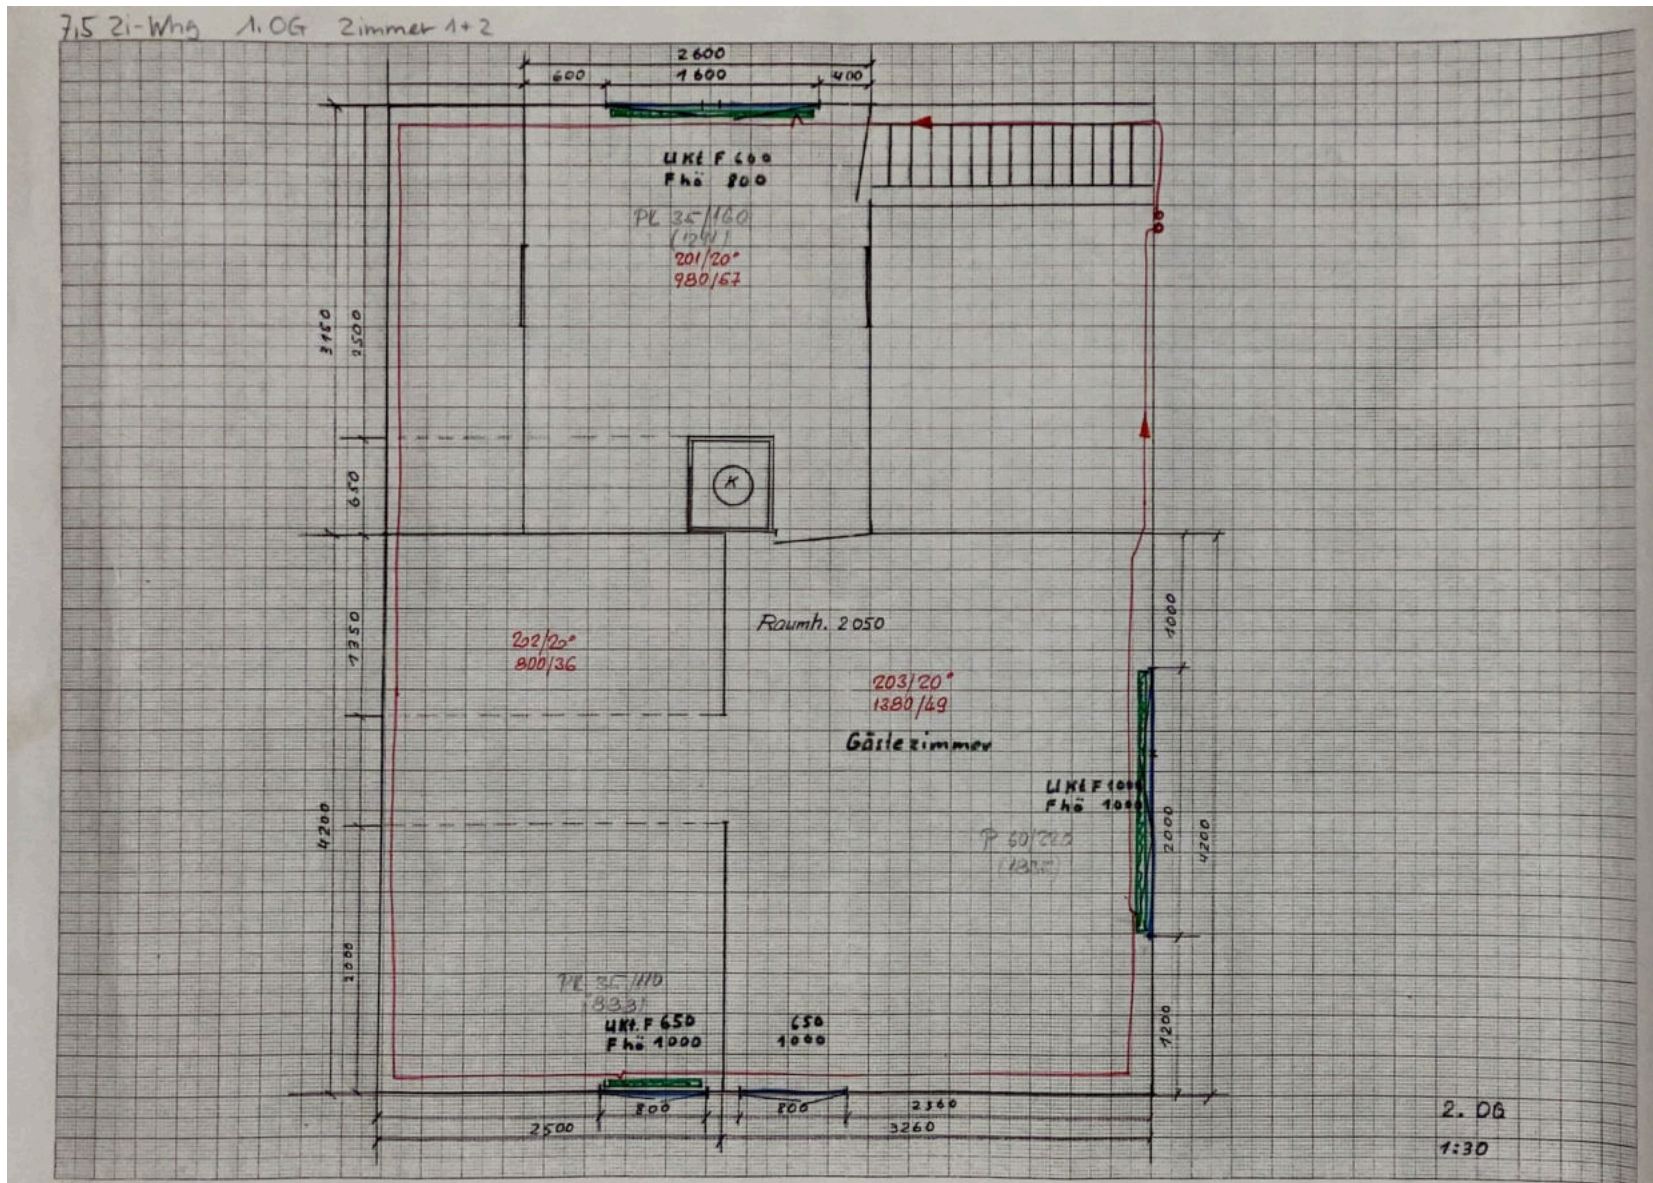 7,5 Zi-Whg 1.OG Zimmer 1+2
2600
600 1600 400
UKt F 600
Fhö 800
PL 35/160
201/20°
980/67
3150
2500
650
K
1350
4200
2000
Raumh. 2050
202/20°
800/36
203/20°
1380/49
Gästezimmer
1000
UKt F 1000
Fhö 1000
2000
4200
P 60/220
1200
PL 35/110
(833)
UKt. F 650
Fhö 1000
650
1000
800 800 2360
2500 3260
2. OG
1:30